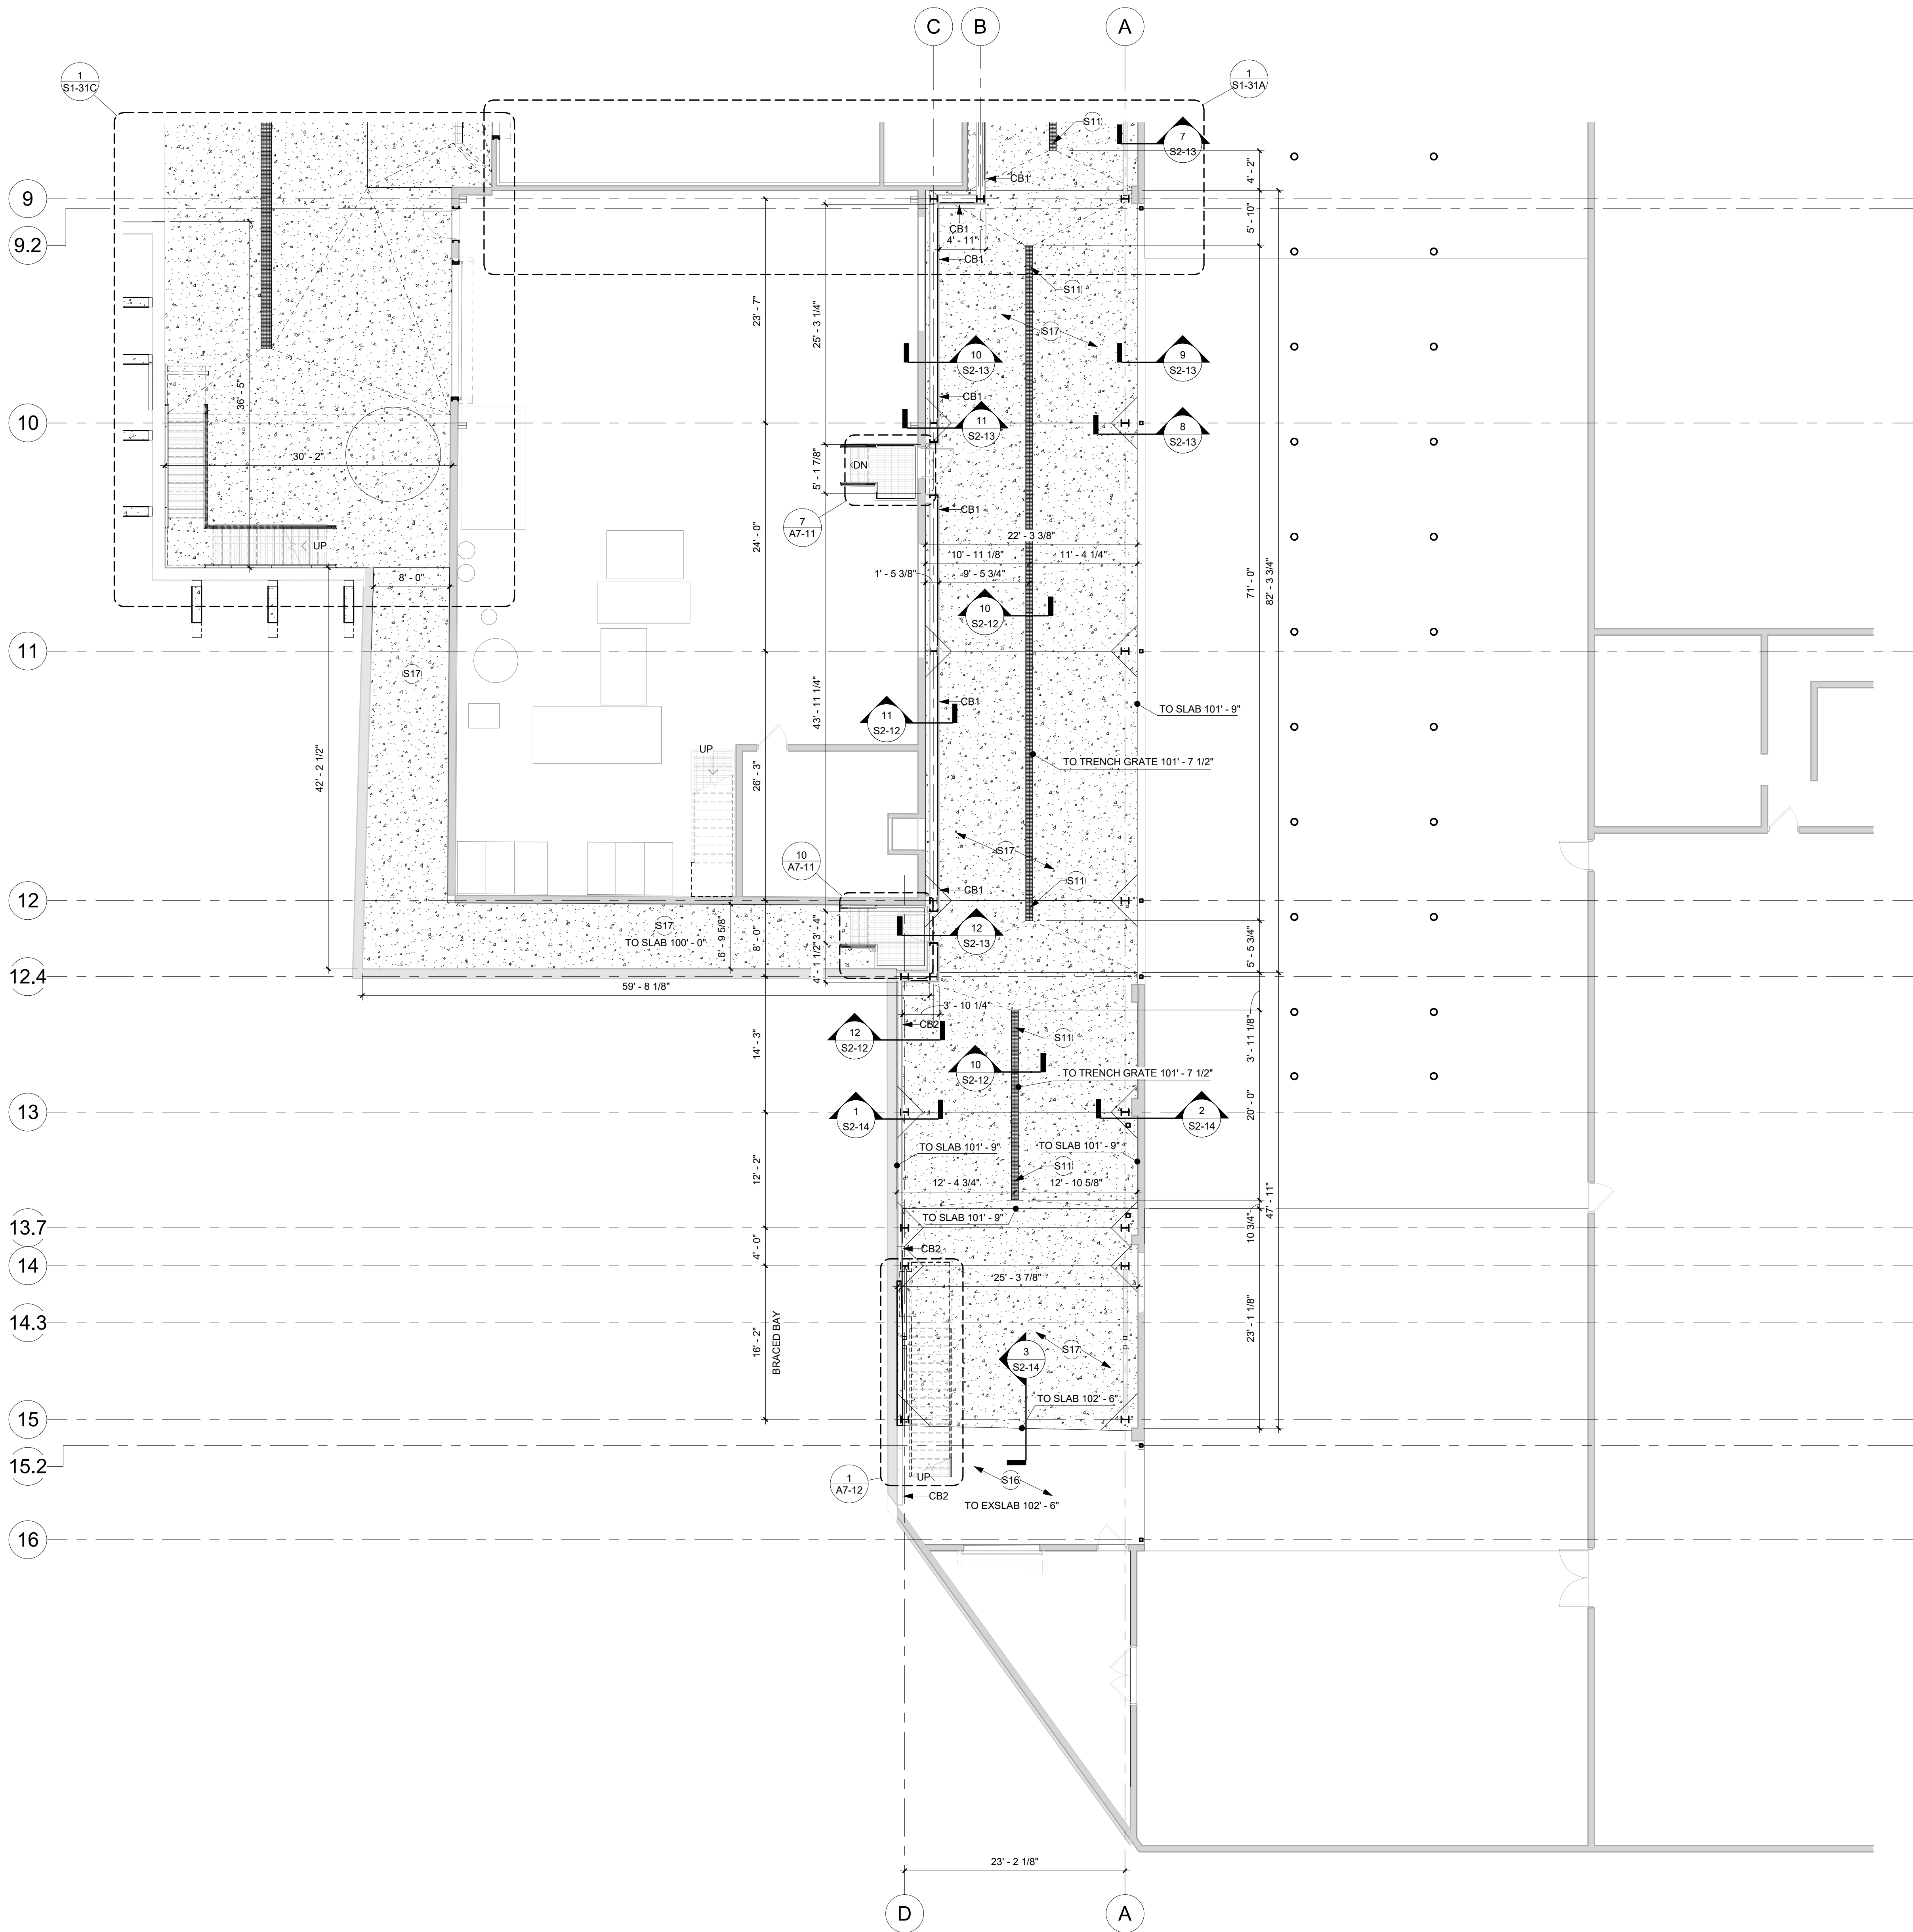 C
B
A
1
S1-31C
1
S1-31A
S11
7
S2-13
4' - 2"
CB1
9
9.2
5' - 10"
CB1
4' - 11"
CB1
S11
23' - 7"
25' - 3 1/4"
S17
10
S2-13
9
S2-13
36' - 5"
CB1
10
11
S2-13
8
S2-13
30' - 2"
DN
5' - 1 7/8"
CB1
7
A7-11
24' - 0"
UP
22' - 3 3/8"
10' - 11 1/8"
11' - 4 1/4"
1' - 5 3/8"
9' - 5 3/4"
8' - 0"
71' - 0"
82' - 3 3/4"
10
S2-12
11
S17
43' - 11 1/4"
CB1
11
S2-12
TO SLAB 101' - 9"
UP
TO TRENCH GRATE 101' - 7 1/2"
42' - 2 1/2"
26' - 3"
S17
10
A7-11
S11
CB1
12
S17
TO SLAB 100' - 0"
6' - 9 5/8"
8' - 0"
3' - 4"
4' - 1 1/2"
12
S2-13
5' - 5 3/4"
12.4
59' - 8 1/8"
3' - 10 1/4"
CB2
12
S2-12
S11
14' - 3"
3' - 11 1/8"
10
S2-12
TO TRENCH GRATE 101' - 7 1/2"
13
1
S2-14
2
S2-14
20' - 0"
TO SLAB 101' - 9"
TO SLAB 101' - 9"
S11
12' - 2"
12' - 4 3/4"
12' - 10 5/8"
47' - 11"
TO SLAB 101' - 9"
13.7
10 3/4"
CB2
4' - 0"
14
25' - 3 7/8"
3
14.3
16' - 2"
BRACED BAY
23' - 1 1/8"
S17
3
S2-14
TO SLAB 102' - 6"
15
15.2
1
A7-12
UP
S16
CB2
TO EXSLAB 102' - 6"
16
23' - 2 1/8"
D
A